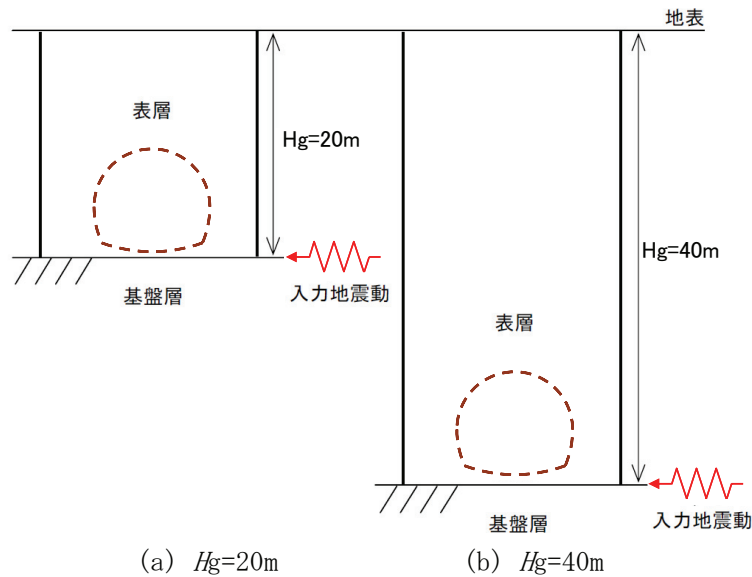 地表
表層
Hg=20m
基盤層
入力地震動
Hg=40m
表層
基盤層
入力地震動
(a) Hg=20m
(b) Hg=40m